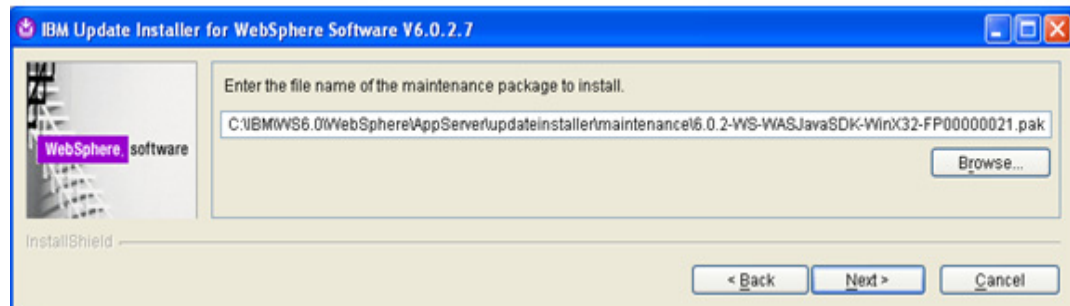 IBM Update Installer for WebSphere Software V6.0.2.7
Enter the file name of the maintenance package to install.
C:\IBM\WS6.0\WebSphere\AppServer\updateinstaller\maintenance\6.0.2-WS-WASJavaSDK-WinX32-FP00000021.pak
WebSphere. software
Browse...
InstallShield
< Back
Next >
Cancel